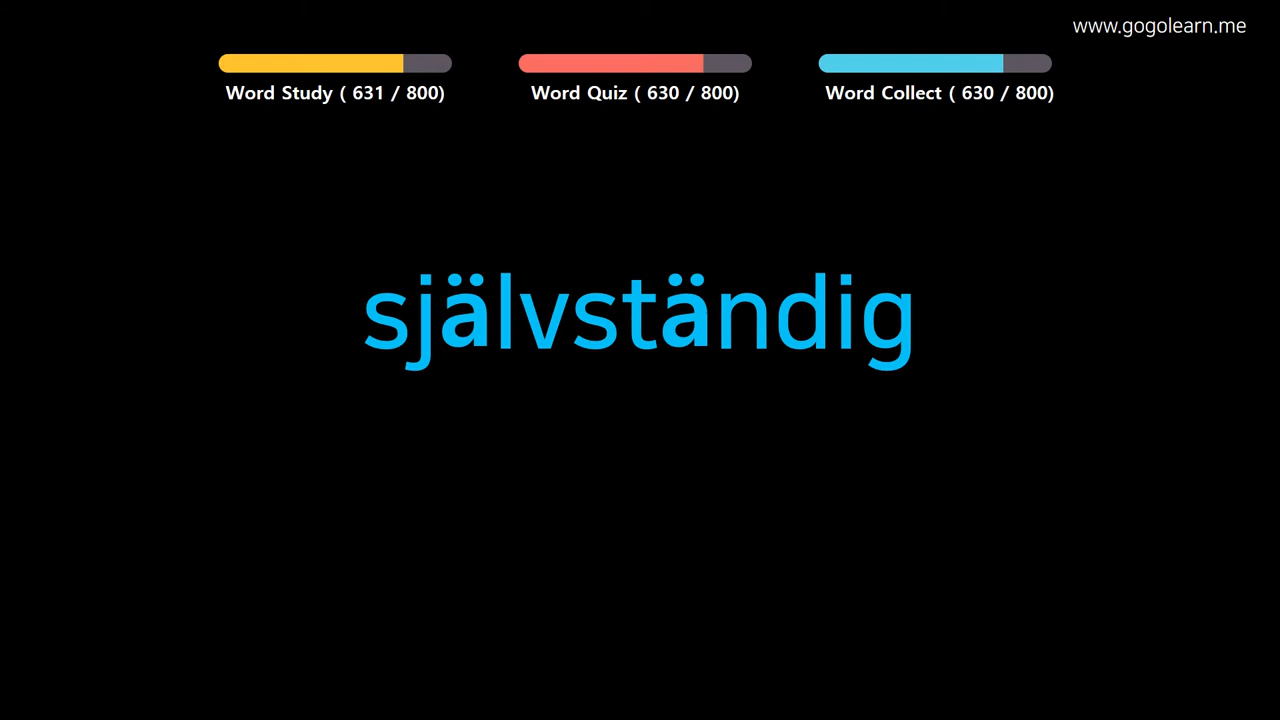 www.gogolearn.me
Word Study ( 631 / 800)
Word Quiz ( 630 / 800)
Word Collect ( 630 / 800)
självständig